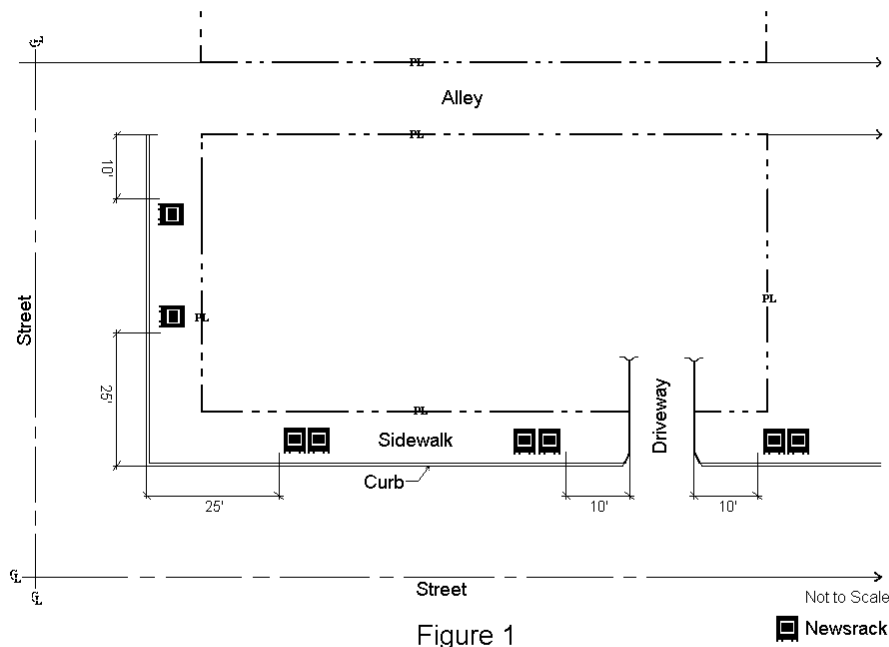 ℄
PL
Alley
PL
10'
Street
PL
PL
25'
Driveway
PL
Sidewalk
Curb
25'
10'
10'
℄
Street
℄
Not to Scale
Newsrack
Figure 1